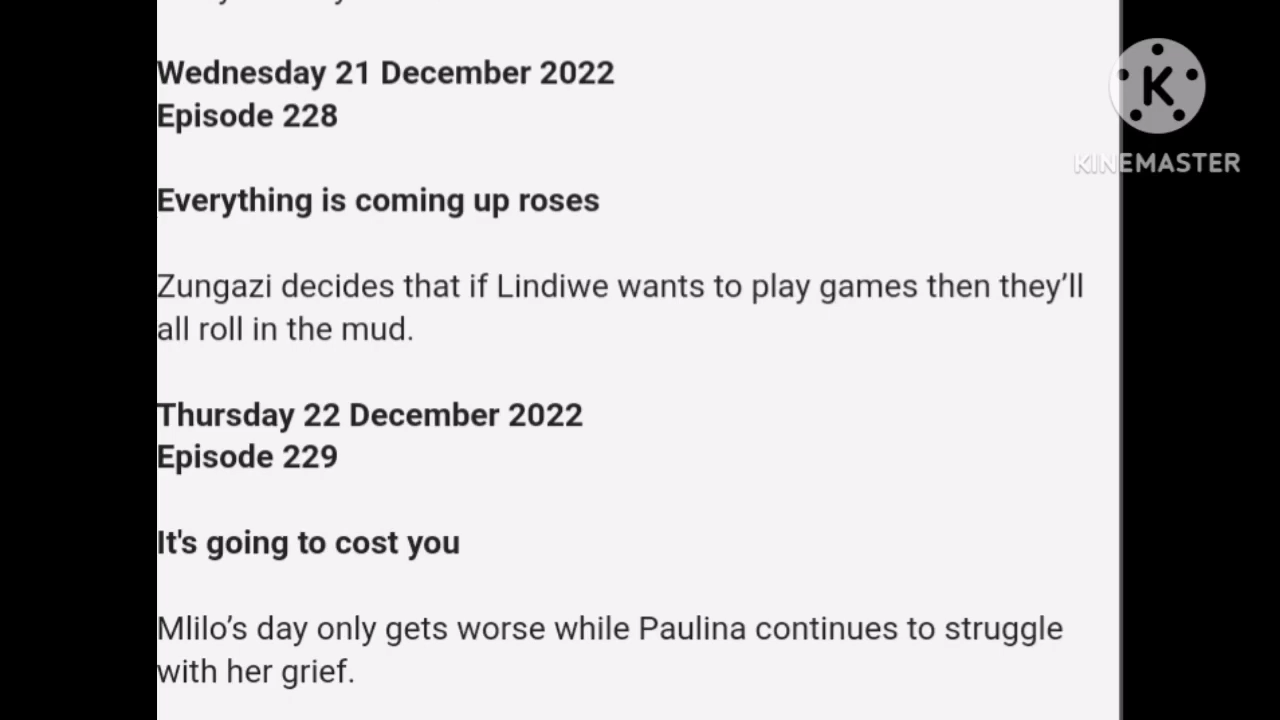 Wednesday 21 December 2022
Episode 228
Everything is coming up roses
Zungazi decides that if Lindiwe wants to play games then they’ll
all roll in the mud.
Thursday 22 December 2022
Episode 229
It's going to cost you
Mlilo’s day only gets worse while Paulina continues to struggle
with her grief.
K
KINEMASTER